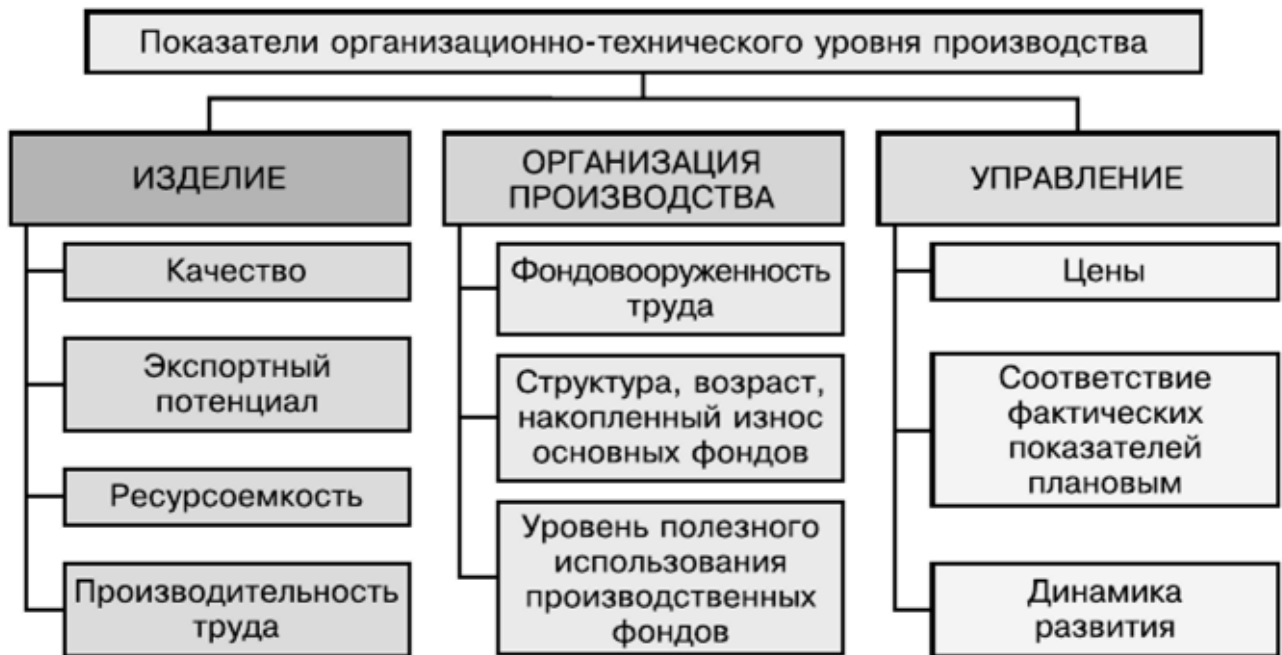 Показатели организационно-технического уровня производства
ИЗДЕЛИЕ
Качество
Экспортный
потенциал
Ресурсоемкость
Производительность
труда
ОРГАНИЗАЦИЯ
ПРОИЗВОДСТВА
Фондовооруженность
труда
Структура, возраст,
накопленный износ
основных фондов
Уровень полезного
использования
производственных
фондов
УПРАВЛЕНИЕ
Цены
Соответствие
фактических
показателей
плановым
Динамика
развития